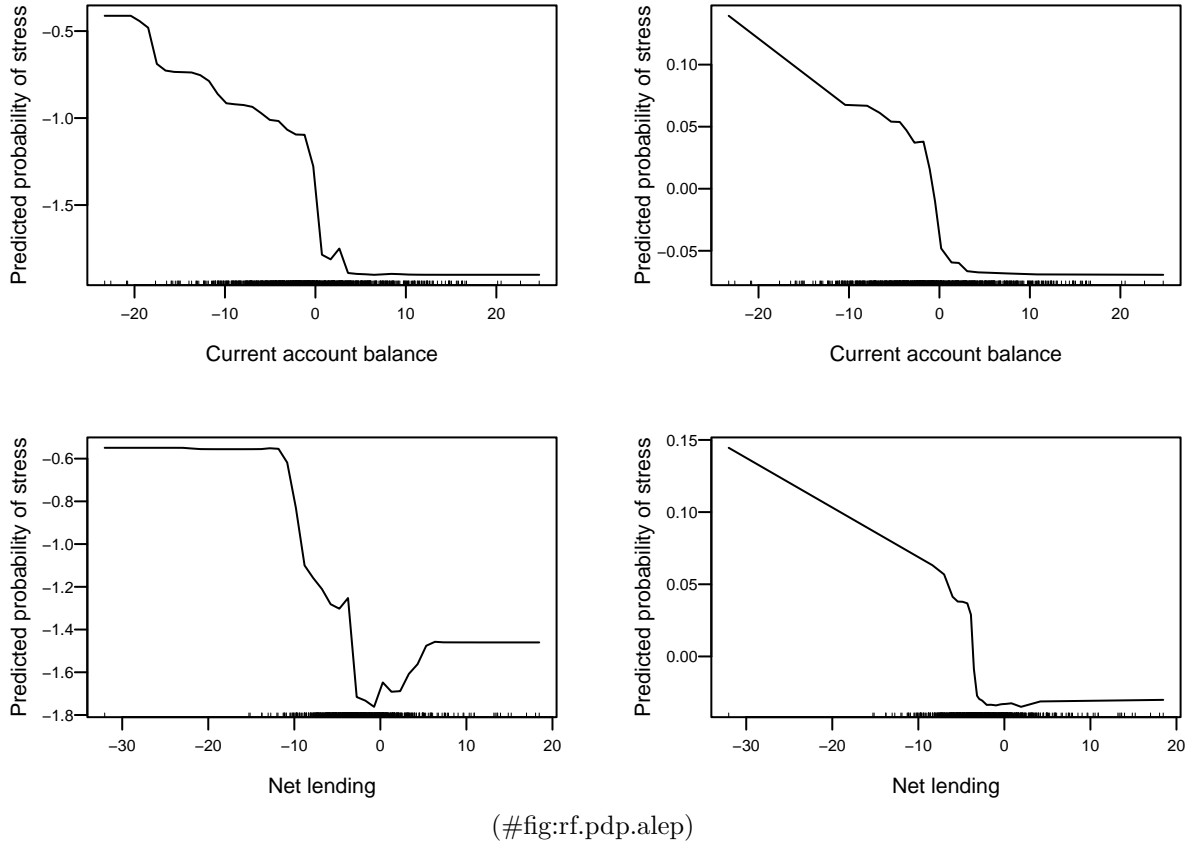 Predicted probability of stress
−0.5
−1.0
−1.5
−20 −10 0 10 20
Current account balance
Predicted probability of stress
0.10
0.05
0.00
−0.05
−20 −10 0 10 20
Current account balance
Predicted probability of stress
−0.6
−0.8
−1.0
−1.2
−1.4
−1.6
−1.8
−30 −20 −10 0 10 20
Net lending
Predicted probability of stress
0.15
0.10
0.05
0.00
−30 −20 −10 0 10 20
Net lending
(#fig:rf.pdp.alep)